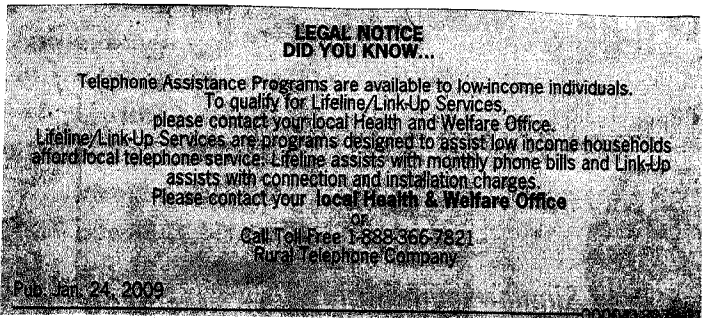 LEGAL NOTICE
DID YOU KNOW...
Telephone Assistance Programs are available to low-income individuals.
To qualify for Lifeline/Link-Up Services,
please contact your local Health and Welfare Office.
Lifeline/Link-Up Services are programs designed to assist low income households
afford local telephone service. Lifeline assists with monthly phone bills and Link-Up
assists with connection and installation charges.
Please contact your local Health & Welfare Office
or
Call Toll-Free 1-888-366-7821
Rural Telephone Company
Pub. Jan. 24, 2009